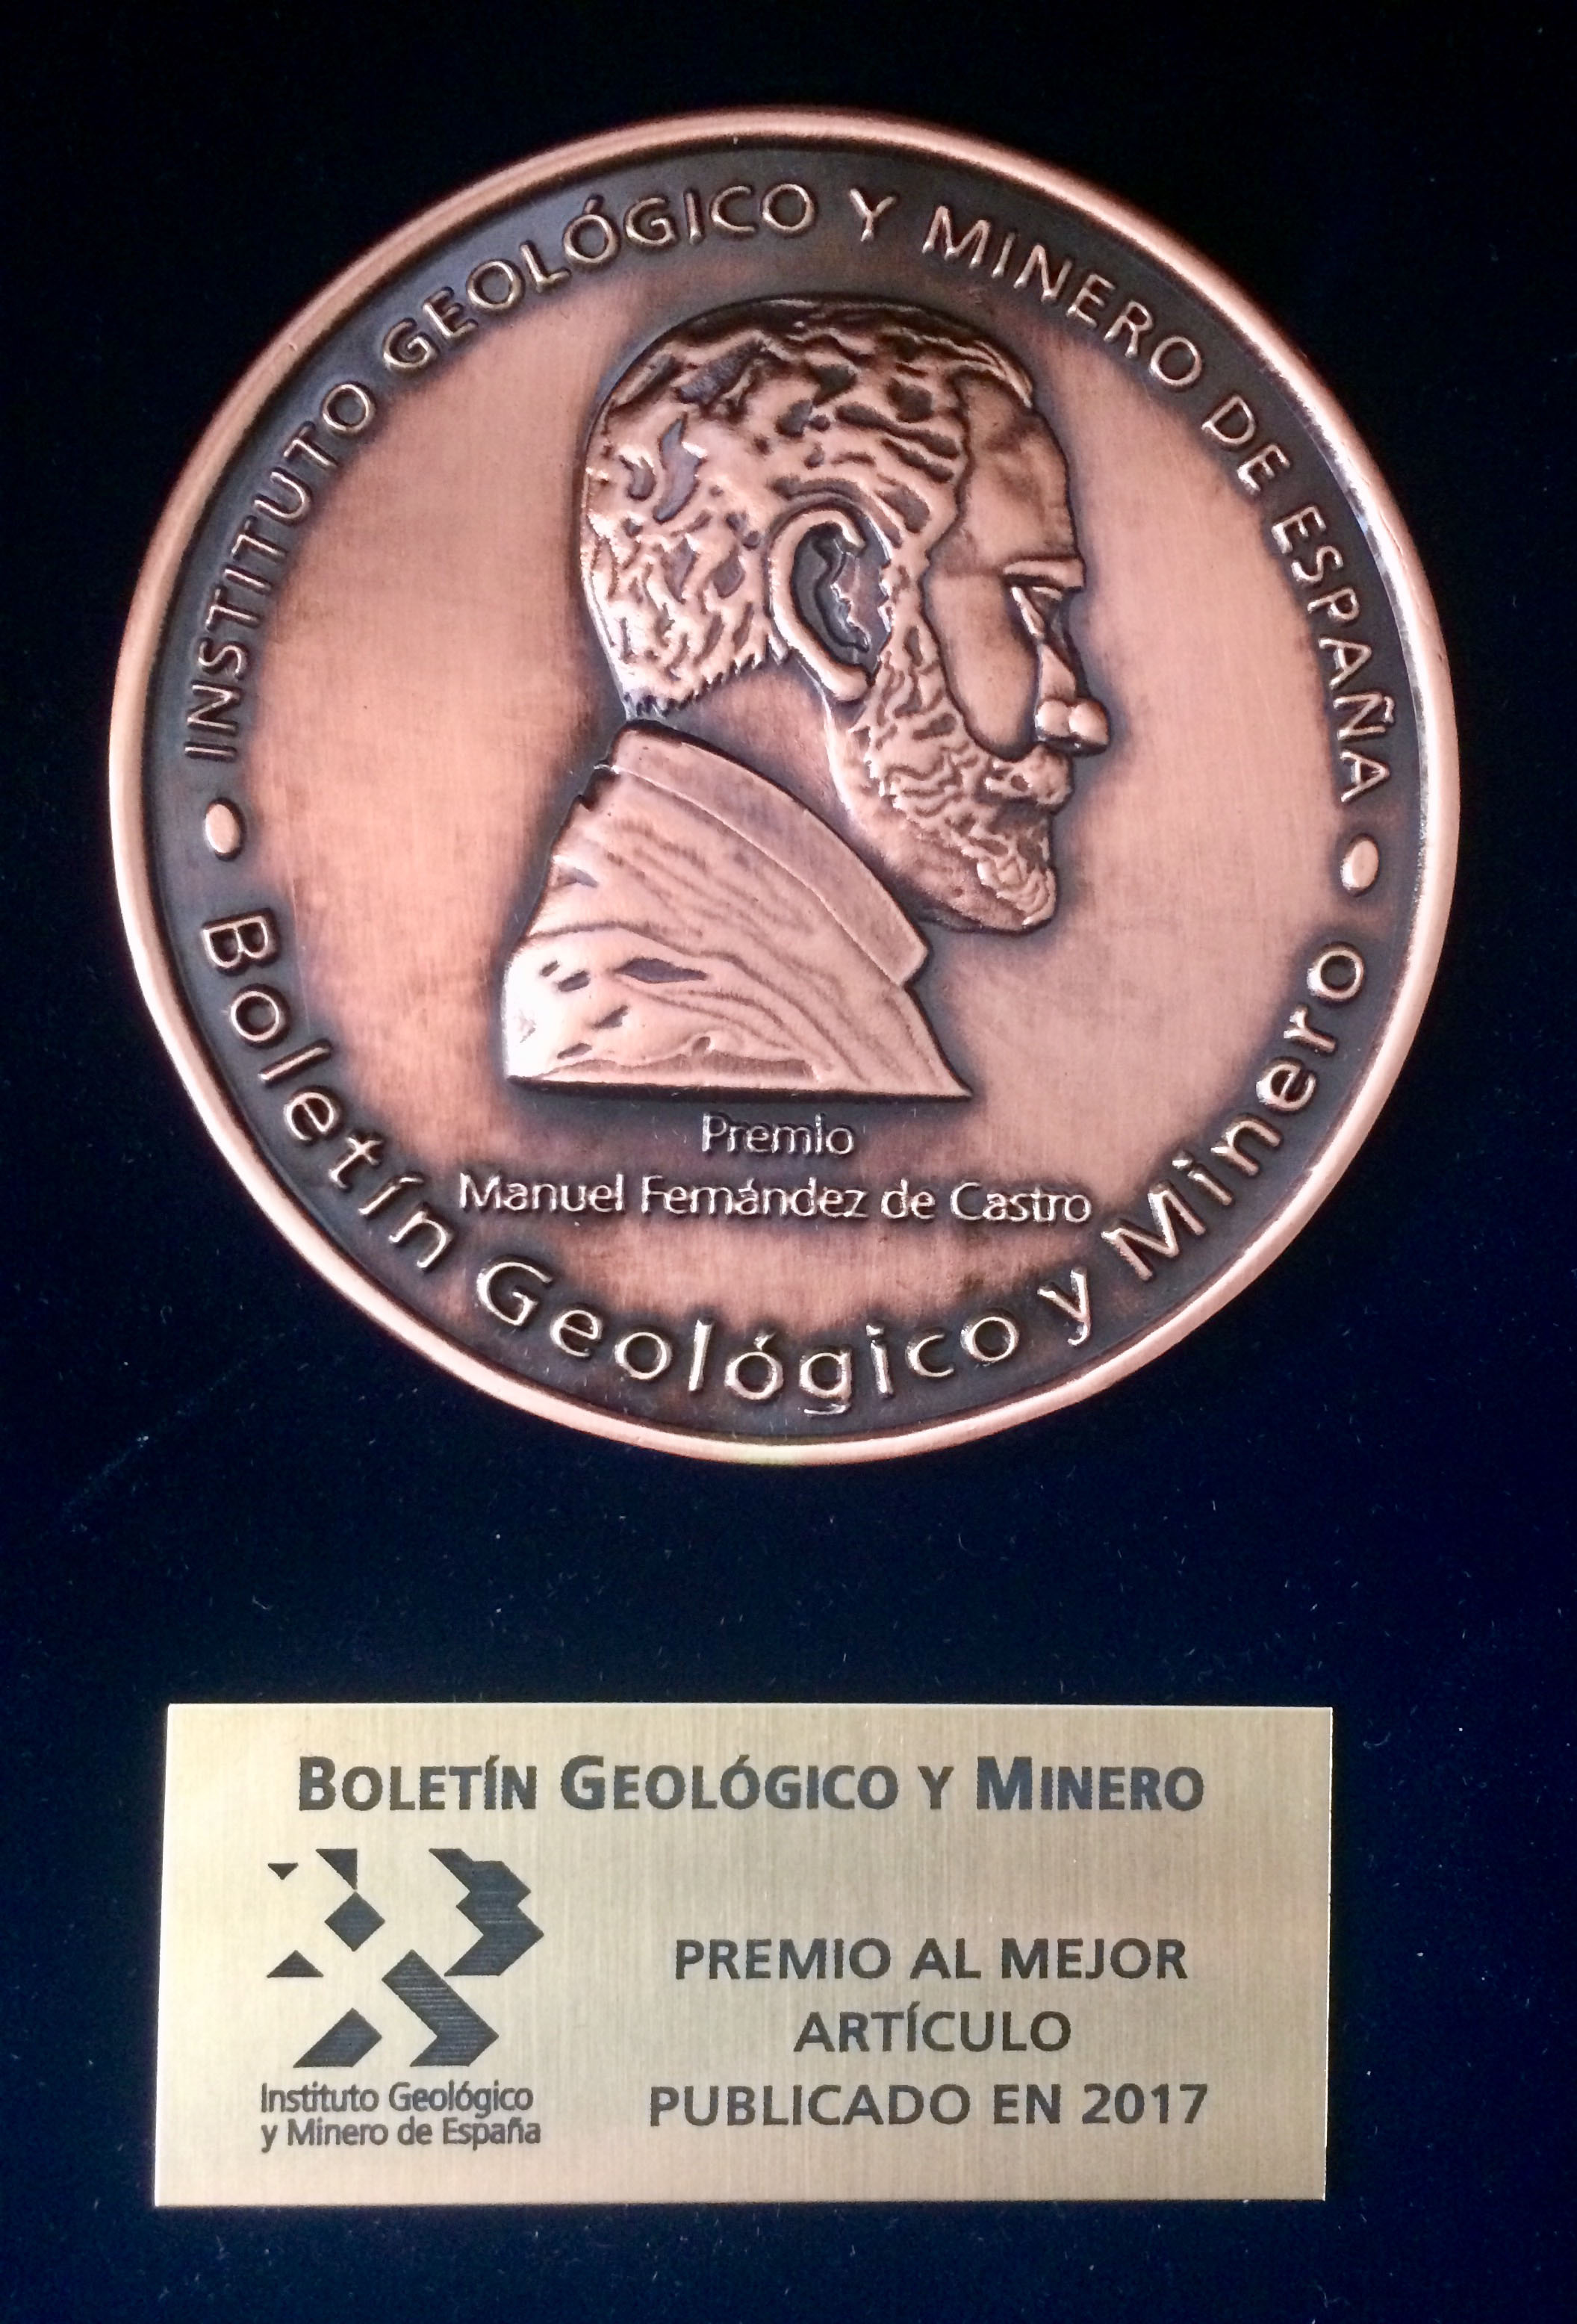 INSTITUTO GEOLÓGICO Y MINERO DE ESPAÑA
Premio
Manuel Fernández de Castro
Boletín Geológico y Minero
BOLETÍN GEOLÓGICO Y MINERO
PREMIO AL MEJOR
ARTÍCULO
PUBLICADO EN 2017
Instituto Geológico
y Minero de España